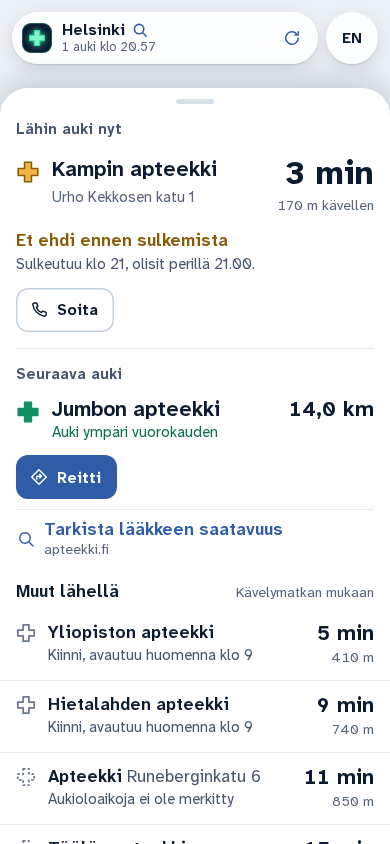 Helsinki
1 auki klo 20.57
EN
Lähin auki nyt
Kampin apteekki
3 min
Urho Kekkosen katu 1
170 m kävellen
Et ehdi ennen sulkemista
Sulkeutuu klo 21, olisit perillä 21.00.
Soita
Seuraava auki
Jumbon apteekki
14,0 km
Auki ympäri vuorokauden
Reitti
Tarkista lääkkeen saatavuus
apteekki.fi
Muut lähellä
Kävelymatkan mukaan
Yliopiston apteekki
5 min
Kiinni, avautuu huomenna klo 9
410 m
Hietalahden apteekki
9 min
Kiinni, avautuu huomenna klo 9
740 m
Apteekki Runeberginkatu 6
11 min
Aukioloaikoja ei ole merkitty
850 m